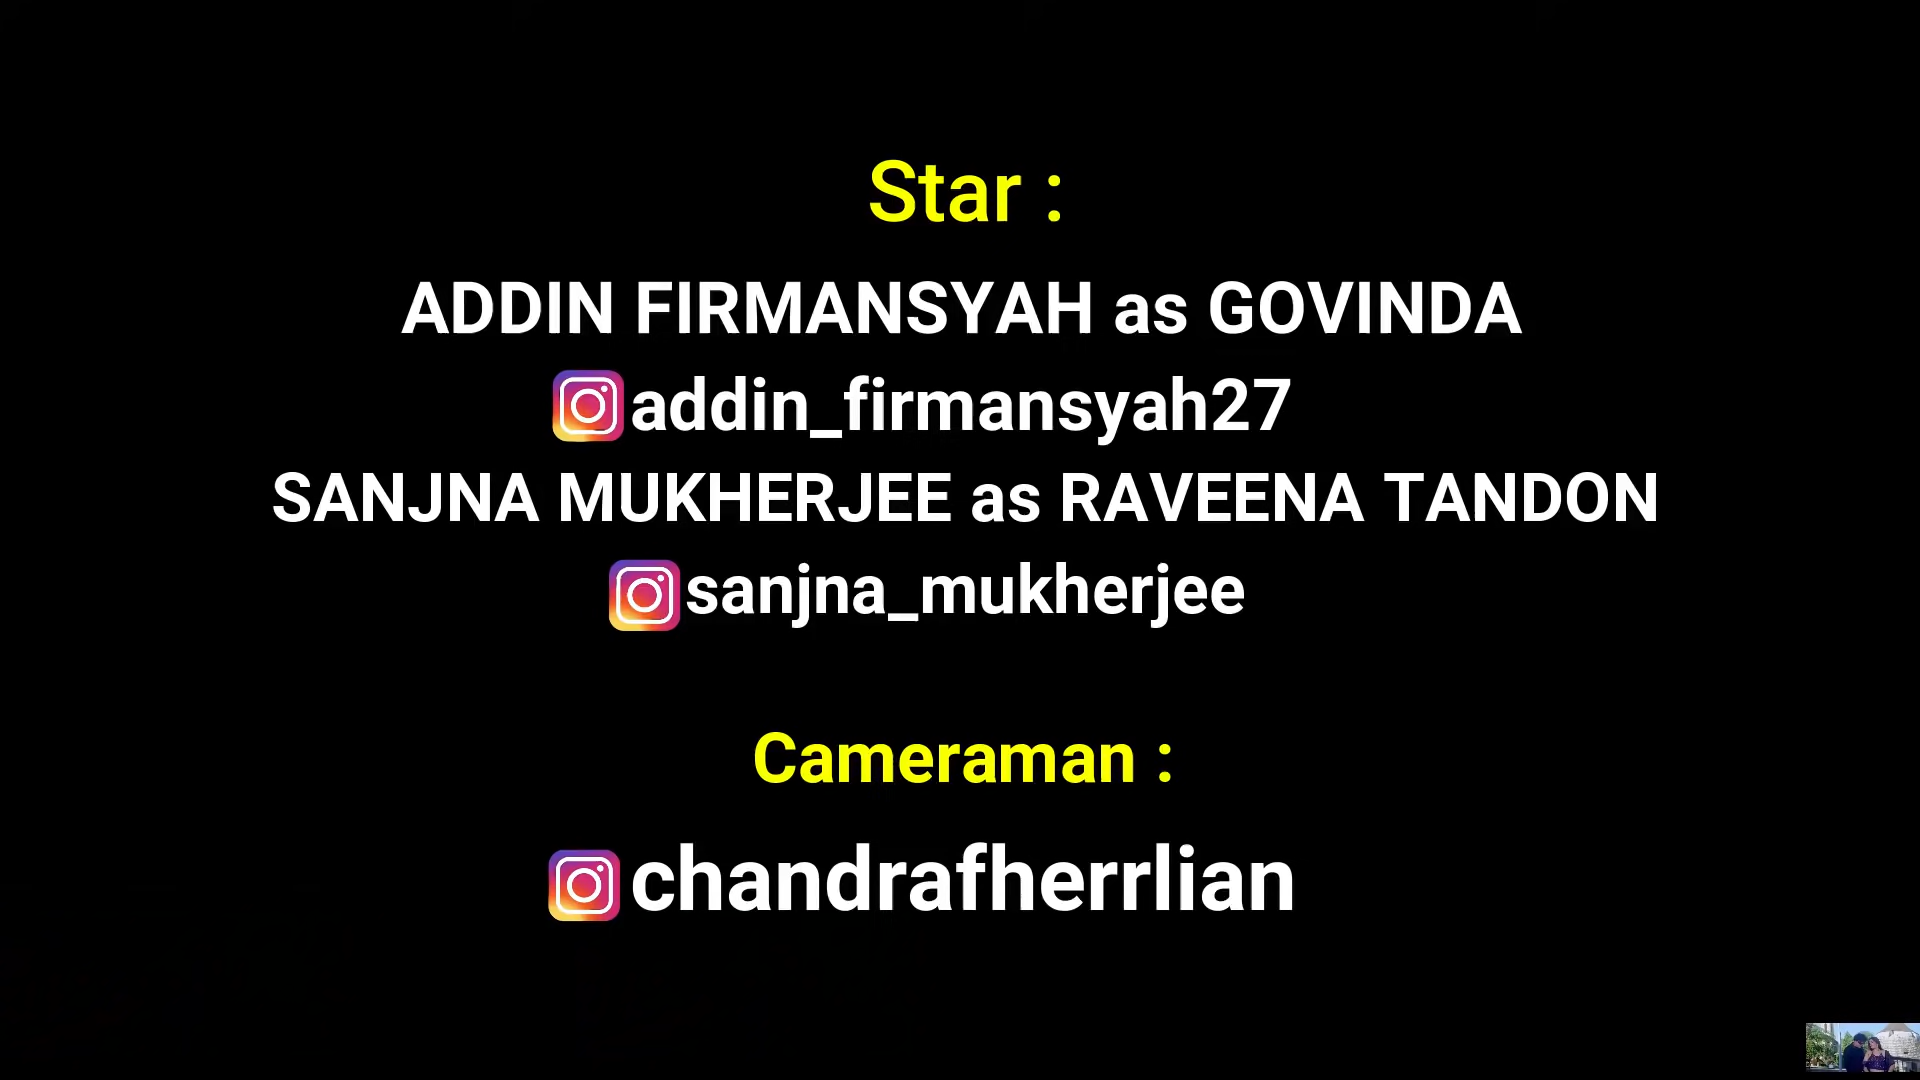 Star :
ADDIN FIRMANSYAH as GOVINDA
addin_firmansyah27
SANJNA MUKHERJEE as RAVEENA TANDON
sanjna_mukherjee
Cameraman :
chandrafherrlian